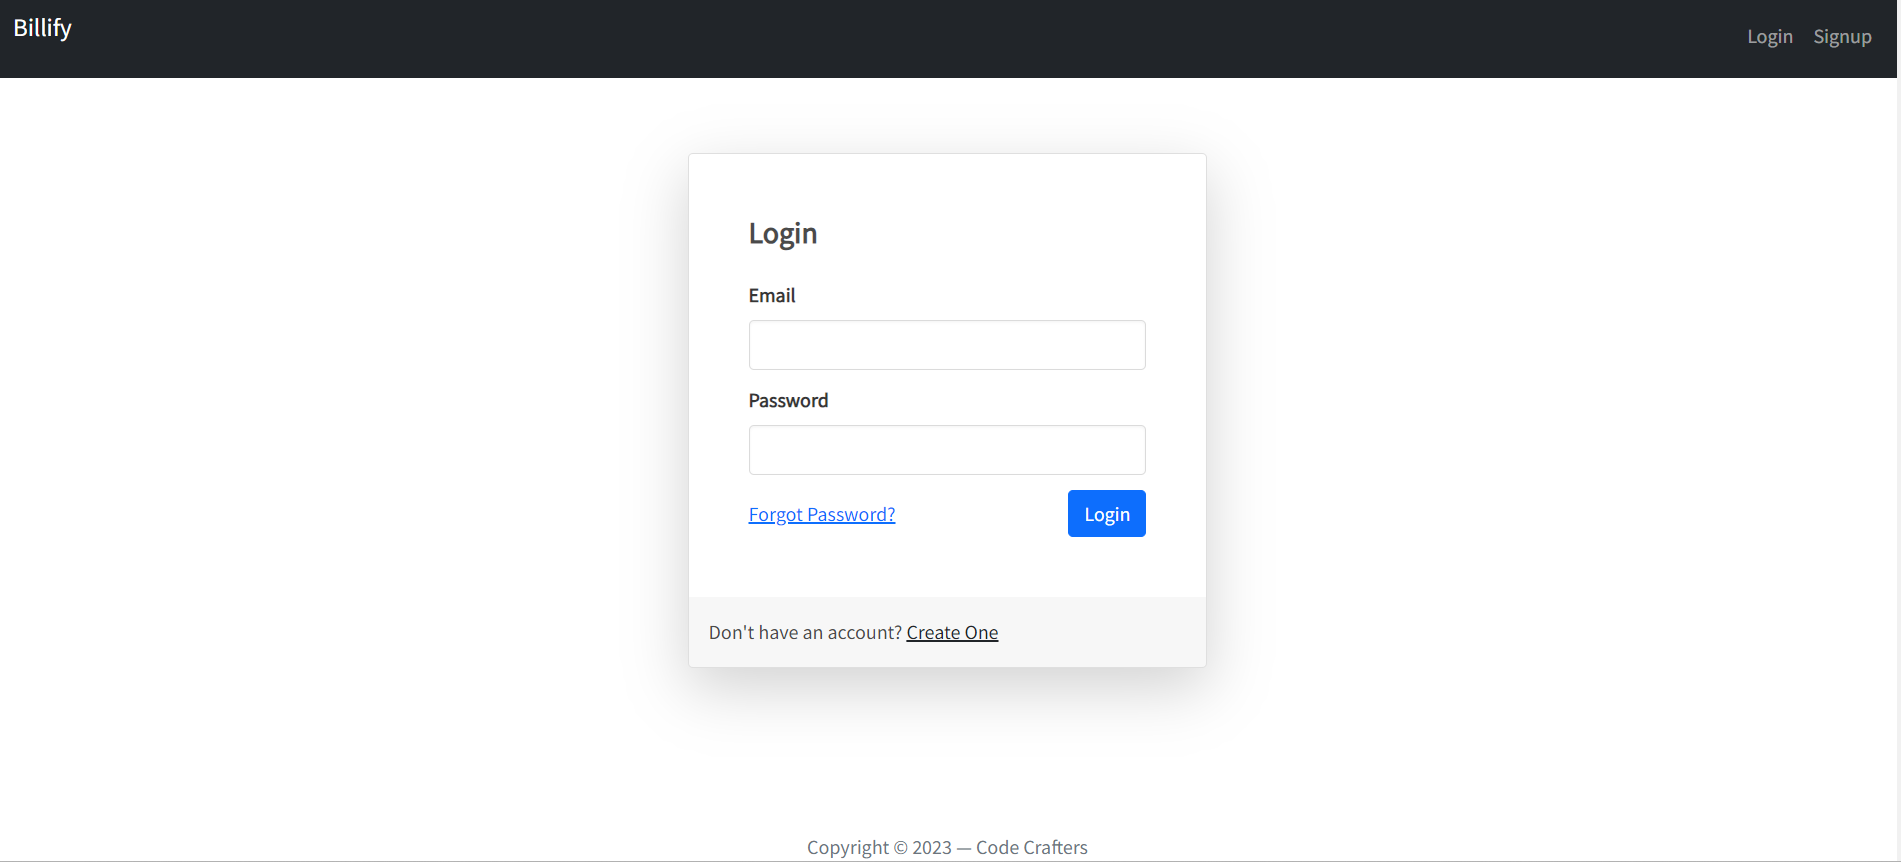 Billify
Login Signup
Login
Email
Password
Forgot Password? Login
Don't have an account? Create One
Copyright © 2023 — Code Crafters